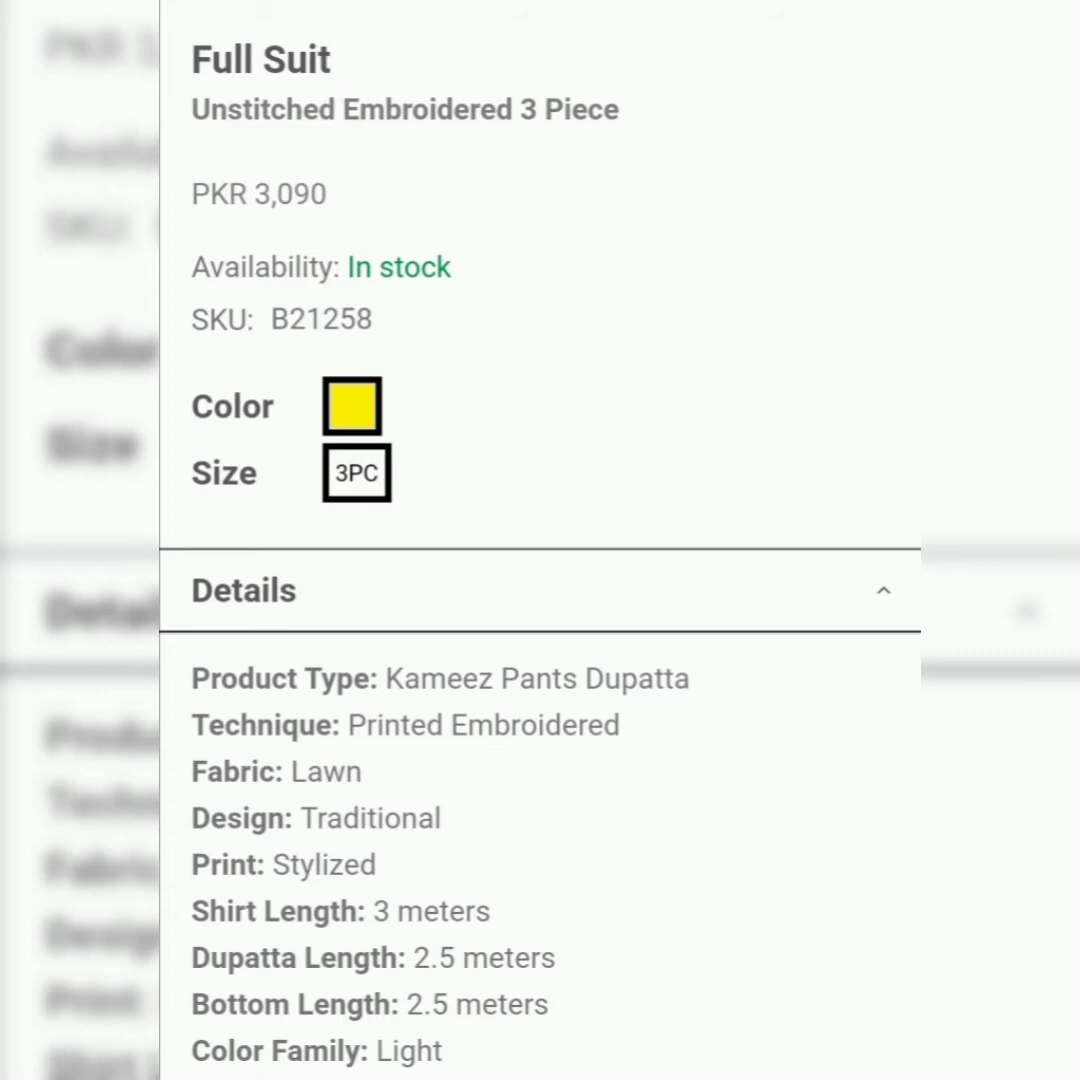 Full Suit
Unstitched Embroidered 3 Piece
PKR 3,090
Availability: In stock
SKU: B21258
Color
Size 3PC
Details
Product Type: Kameez Pants Dupatta
Technique: Printed Embroidered
Fabric: Lawn
Design: Traditional
Print: Stylized
Shirt Length: 3 meters
Dupatta Length: 2.5 meters
Bottom Length: 2.5 meters
Color Family: Light